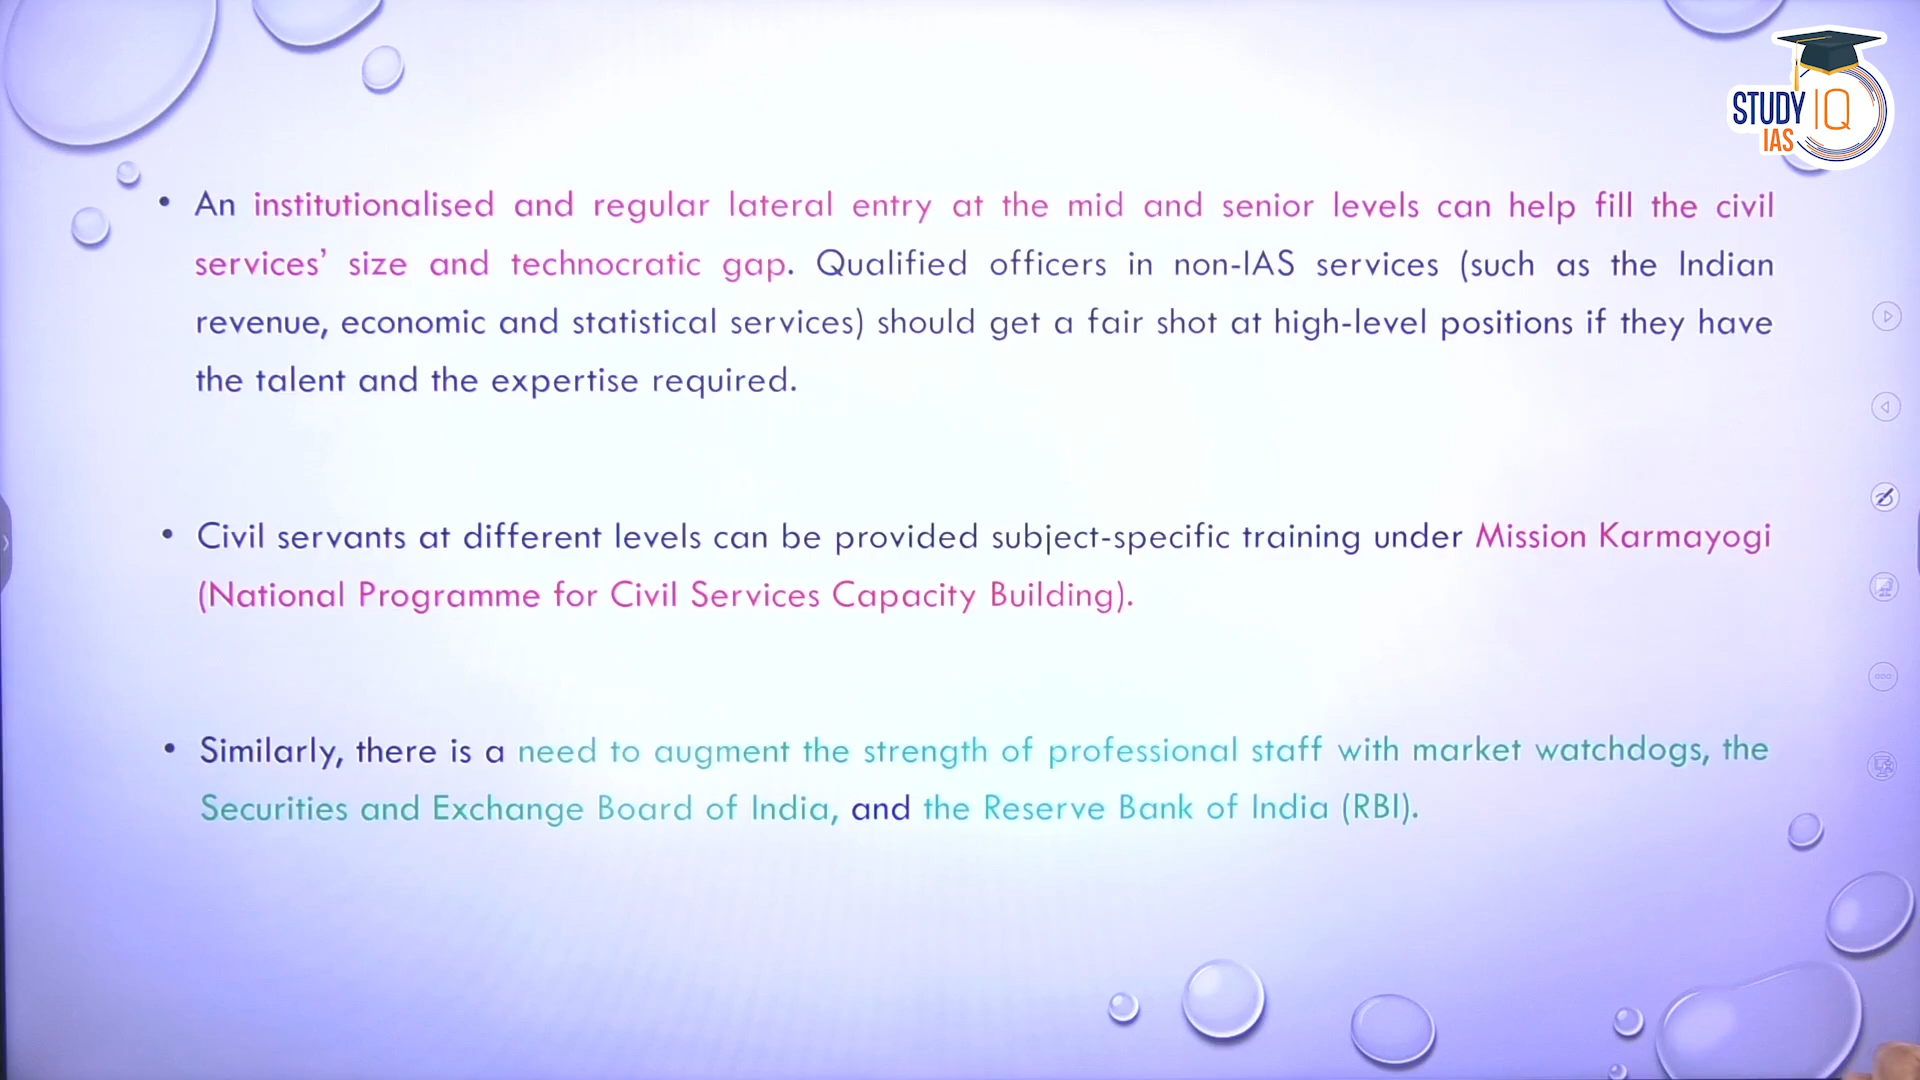 STUDY IQ
IAS
• An institutionalised and regular lateral entry at the mid and senior levels can help fill the civil
services’ size and technocratic gap. Qualified officers in non-IAS services (such as the Indian
revenue, economic and statistical services) should get a fair shot at high-level positions if they have
the talent and the expertise required.
• Civil servants at different levels can be provided subject-specific training under Mission Karmayogi
(National Programme for Civil Services Capacity Building).
• Similarly, there is a need to augment the strength of professional staff with market watchdogs, the
Securities and Exchange Board of India, and the Reserve Bank of India (RBI).